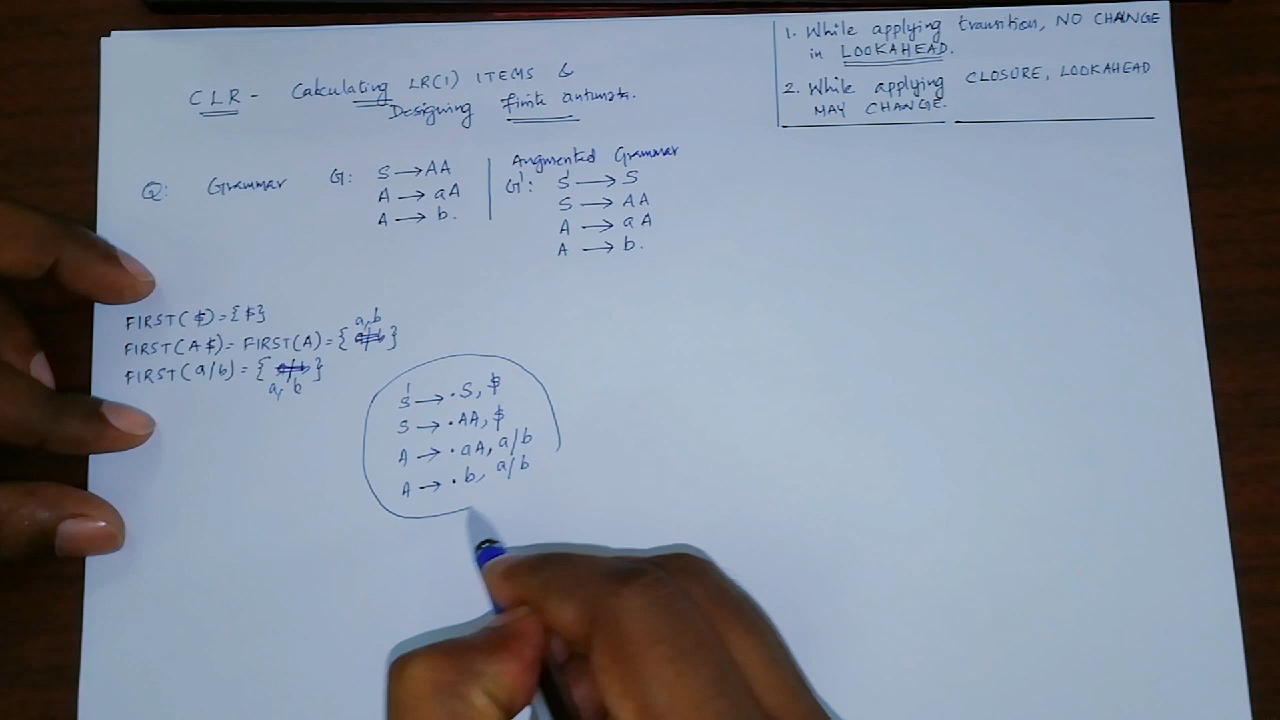 1. While applying transition, NO CHANGE
in LOOKAHEAD.
2. While applying CLOSURE, LOOKAHEAD
MAY CHANGE.
CLR - Calculating LR(1) ITEMS &
Designing finite automata.
Q: Grammar G: S → AA
A → aA
A → b.
Augmented Grammar
G': S' → S
S → AA
A → aA
A → b.
FIRST($) = {$}
a, b
FIRST(A$) = FIRST(A) = { a/b }
FIRST(a/b) = { a/b }
a, b
S' → ·S, $
S → ·AA, $
A → ·aA, a/b
A → ·b, a/b